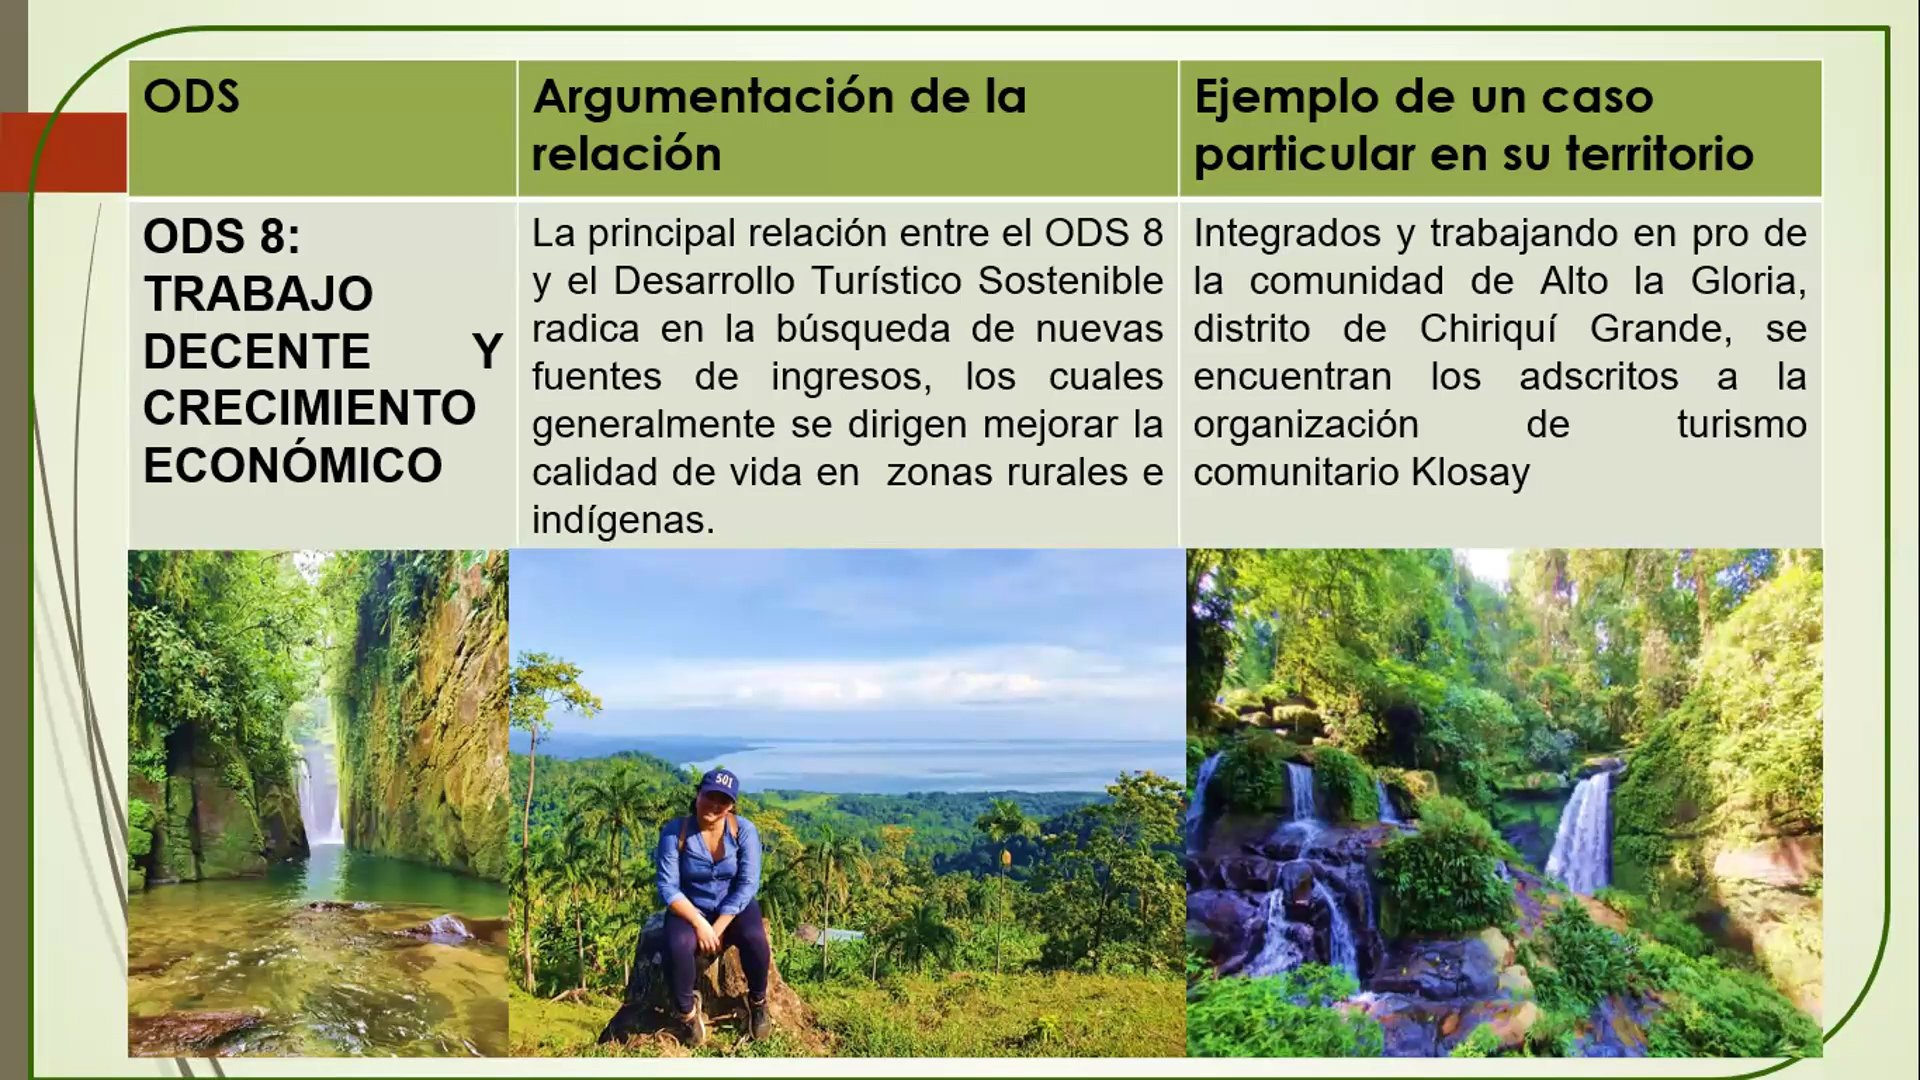 ODS
Argumentación de la
relación
Ejemplo de un caso
particular en su territorio
ODS 8:
TRABAJO
DECENTE Y
CRECIMIENTO
ECONÓMICO
La principal relación entre el ODS 8
y el Desarrollo Turístico Sostenible
radica en la búsqueda de nuevas
fuentes de ingresos, los cuales
generalmente se dirigen mejorar la
calidad de vida en zonas rurales e
indígenas.
Integrados y trabajando en pro de
la comunidad de Alto la Gloria,
distrito de Chiriquí Grande, se
encuentran los adscritos a la
organización de turismo
comunitario Klosay
501